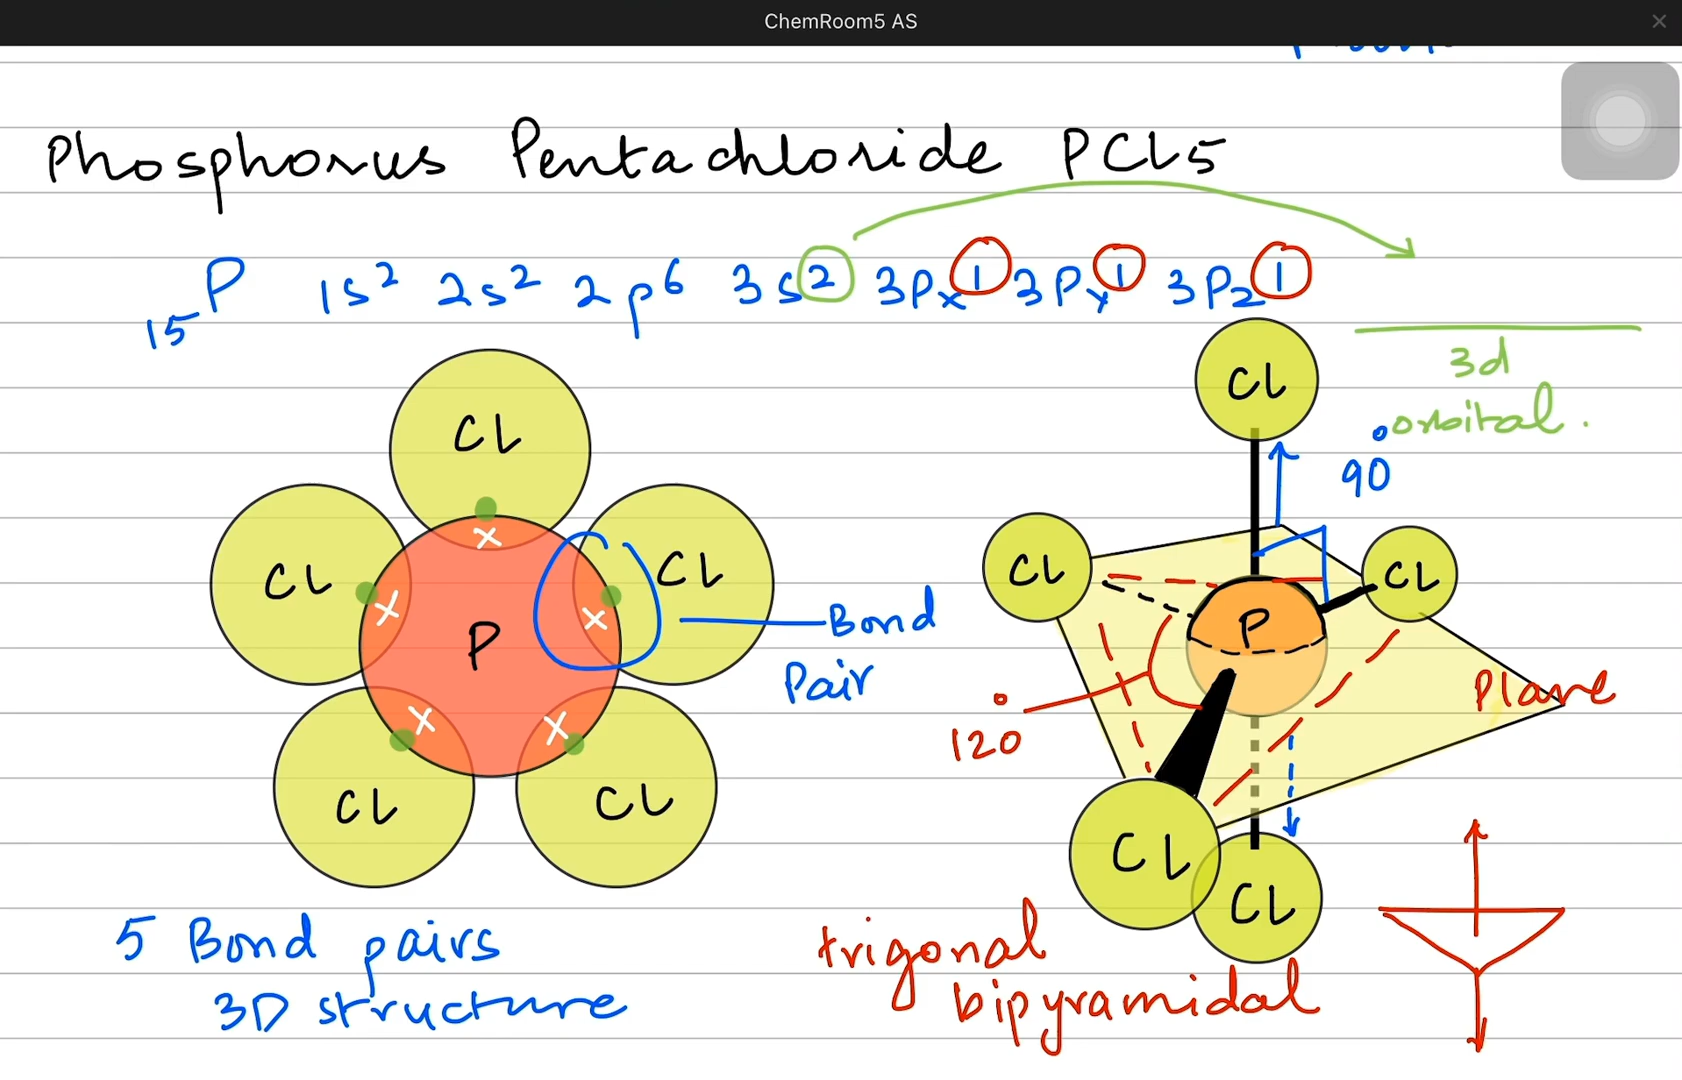 ChemRoom5 AS
Phosphorus Pentachloride PCl5
15P 1s2 2s2 2p6 3s2 3px1 3py1 3pz1
3d
orbital.
90°
Cl
Cl
Cl
Cl
P
Cl
Cl
Bond
Pair
Cl
Cl
Cl
P
Cl
Plane
120°
Cl
Cl
5 Bond pairs
3D structure
trigonal
bipyramidal